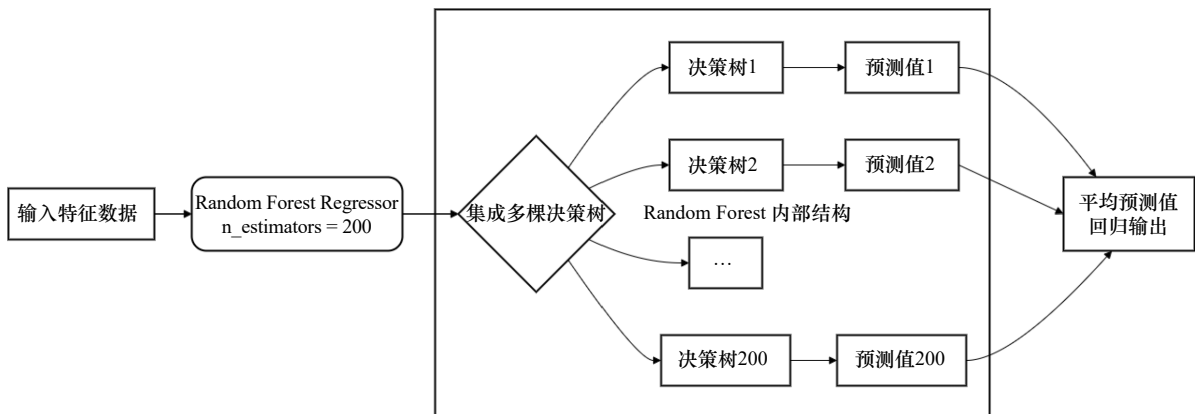 输入特征数据
Random Forest Regressor
n_estimators = 200
集成多棵决策树
决策树1
预测值1
决策树2
预测值2
Random Forest 内部结构
…
决策树200
预测值200
平均预测值
回归输出